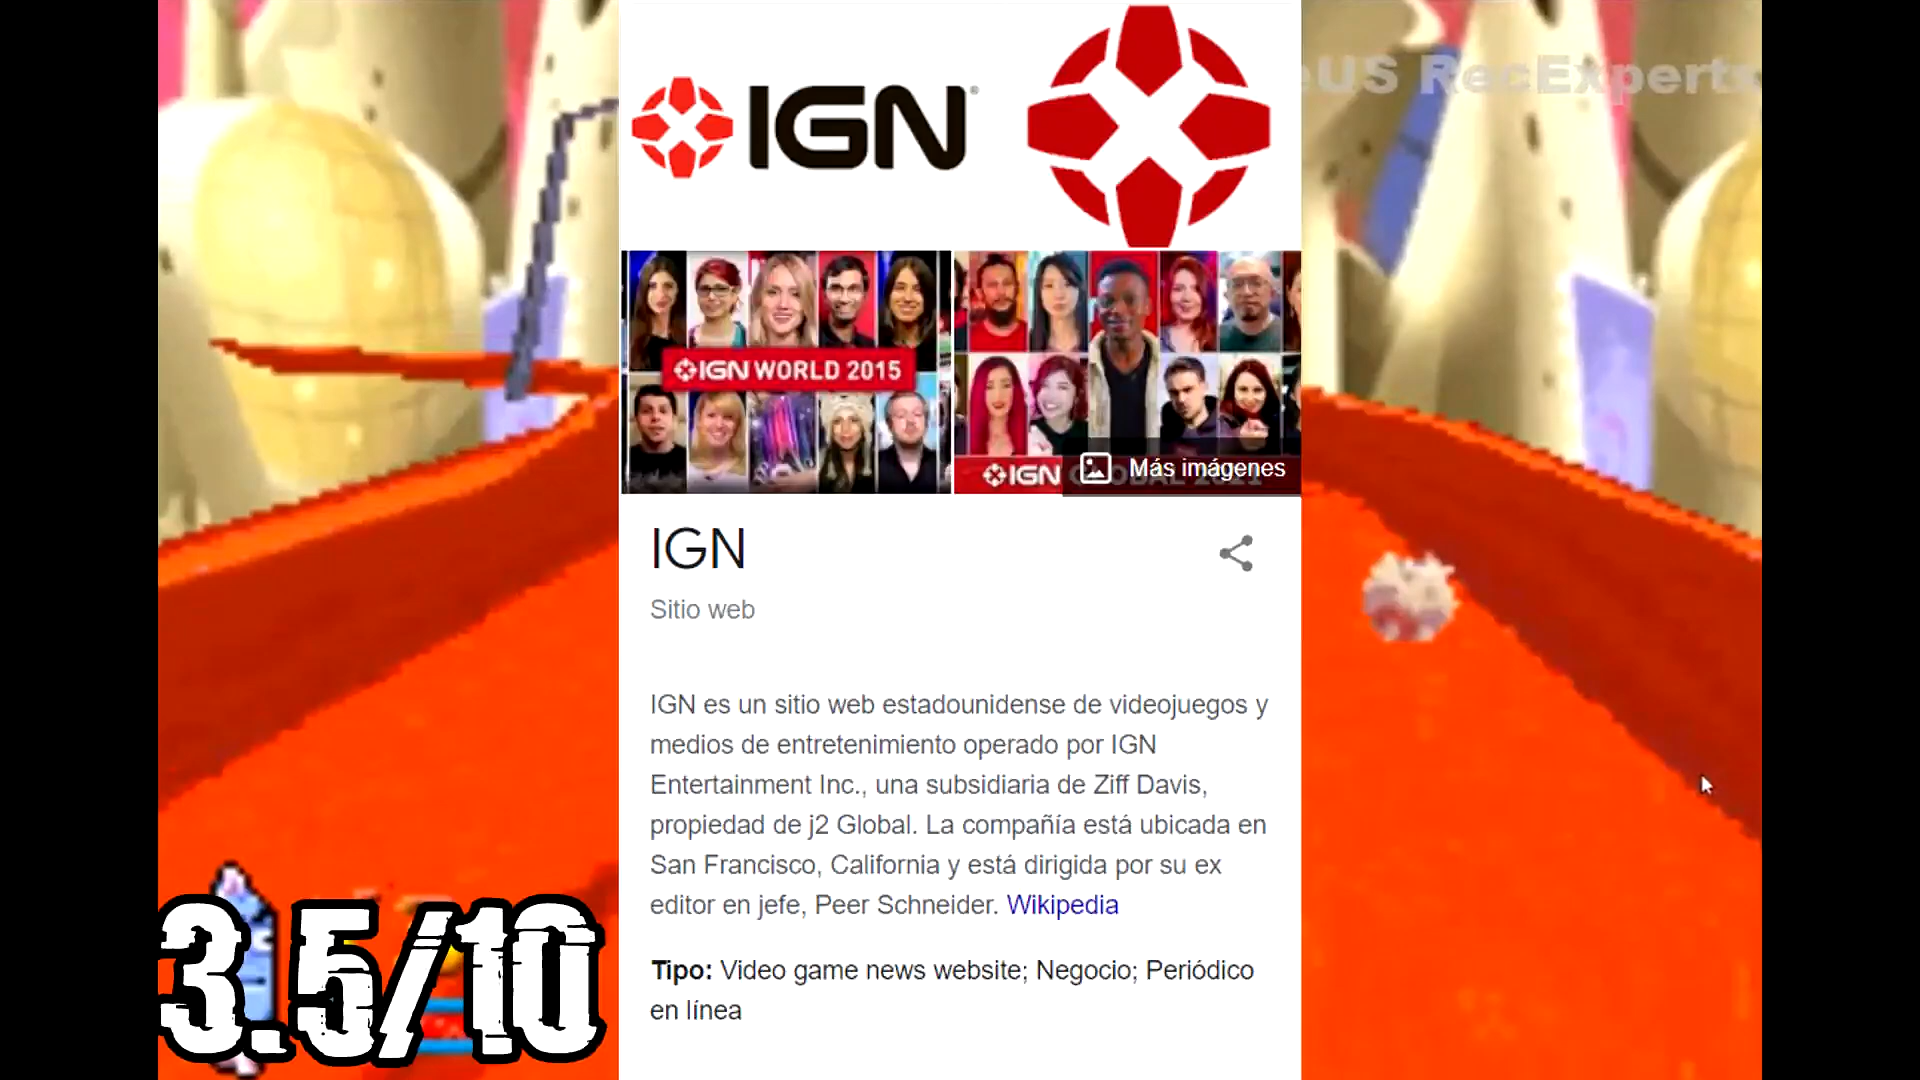 eUS RecExperts
IGN
IGN WORLD 2015
IGN
Más imágenes
IGN
Sitio web
IGN es un sitio web estadounidense de videojuegos y
medios de entretenimiento operado por IGN
Entertainment Inc., una subsidiaria de Ziff Davis,
propiedad de j2 Global. La compañía está ubicada en
San Francisco, California y está dirigida por su ex
editor en jefe, Peer Schneider. Wikipedia
Tipo: Video game news website; Negocio; Periódico
en línea
3.5/10